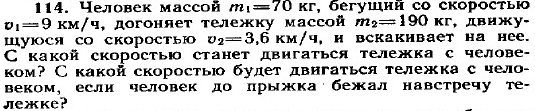 114. Человек массой m₁=70 кг, бегущий со скоростью
v₁=9 км/ч, догоняет тележку массой m₂=190 кг, движу-
щуюся со скоростью v₂=3,6 км/ч, и вскакивает на нее.
С какой скоростью станет двигаться тележка с челове-
ком? С какой скоростью будет двигаться тележка с чело-
веком, если человек до прыжка бежал навстречу те-
лежке?